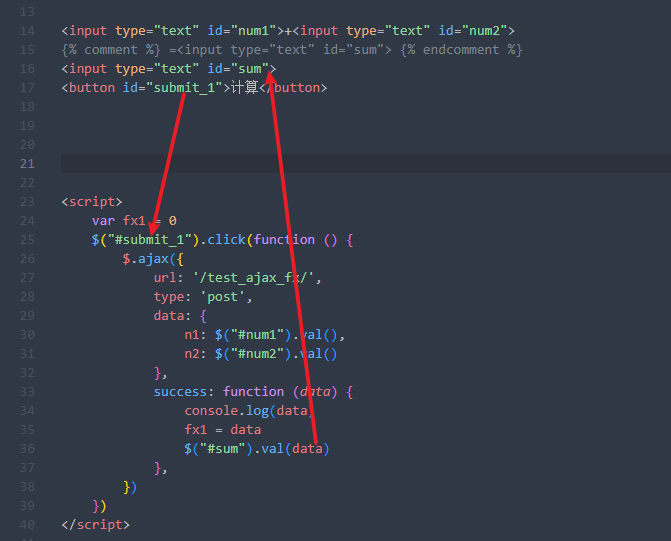 13
14 <input type="text" id="num1">+<input type="text" id="num2">
15 {% comment %} =<input type="text" id="sum"> {% endcomment %}
16 <input type="text" id="sum">
17 <button id="submit_1">计算</button>
18
19
20
21
22
23 <script>
24     var fx1 = 0
25     $("#submit_1").click(function () {
26         $.ajax({
27             url: '/test_ajax_fx/',
28             type: 'post',
29             data: {
30                 n1: $("#num1").val(),
31                 n2: $("#num2").val()
32             },
33             success: function (data) {
34                 console.log(data)
35                 fx1 = data
36                 $("#sum").val(data)
37             },
38         })
39     })
40 </script>